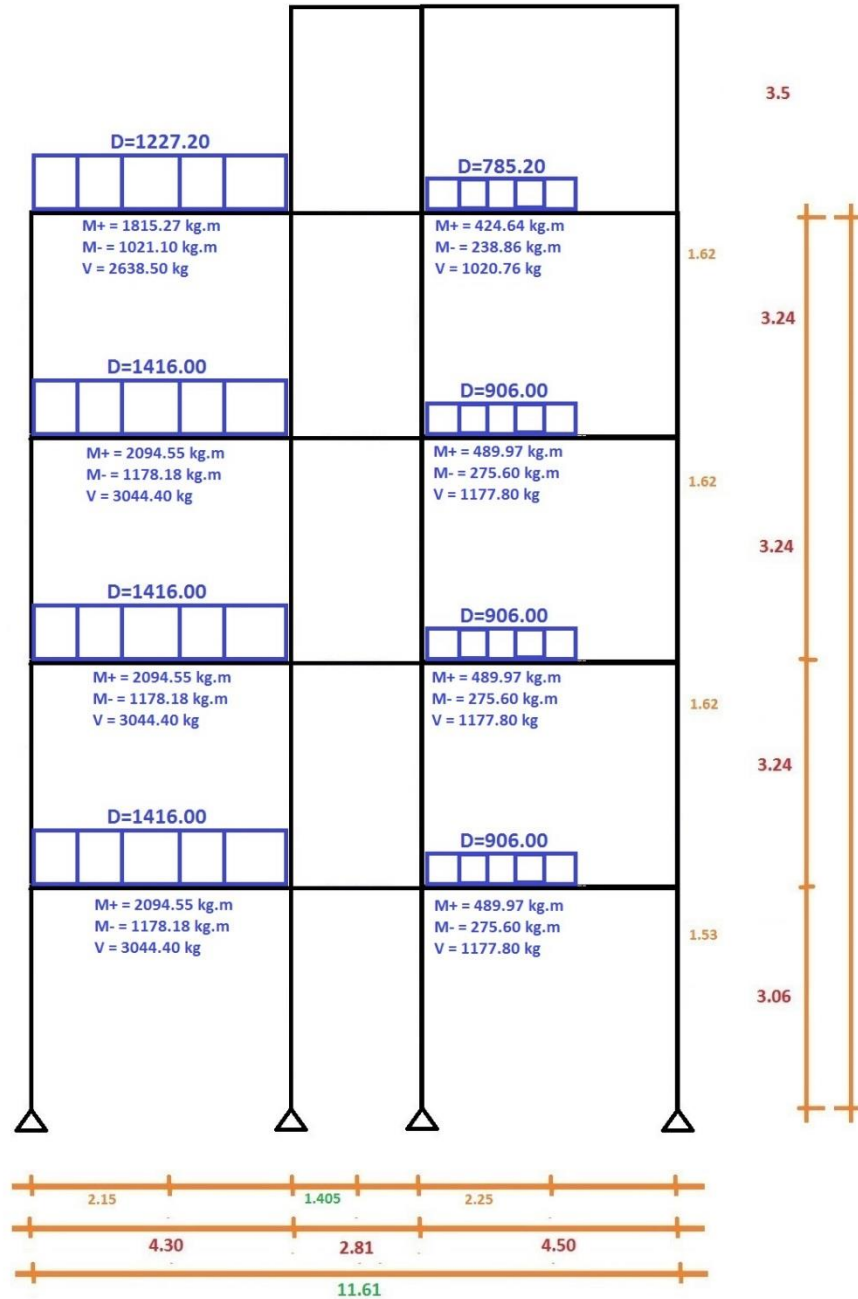 3.5
D=1227.20
D=785.20
M+ = 1815.27 kg.m
M- = 1021.10 kg.m
V = 2638.50 kg
M+ = 424.64 kg.m
M- = 238.86 kg.m
V = 1020.76 kg
1.62
3.24
D=1416.00
D=906.00
M+ = 2094.55 kg.m
M- = 1178.18 kg.m
V = 3044.40 kg
M+ = 489.97 kg.m
M- = 275.60 kg.m
V = 1177.80 kg
1.62
3.24
D=1416.00
D=906.00
M+ = 2094.55 kg.m
M- = 1178.18 kg.m
V = 3044.40 kg
M+ = 489.97 kg.m
M- = 275.60 kg.m
V = 1177.80 kg
1.62
3.24
D=1416.00
D=906.00
M+ = 2094.55 kg.m
M- = 1178.18 kg.m
V = 3044.40 kg
M+ = 489.97 kg.m
M- = 275.60 kg.m
V = 1177.80 kg
1.53
3.06
2.15 1.405 2.25
4.30 2.81 4.50
11.61